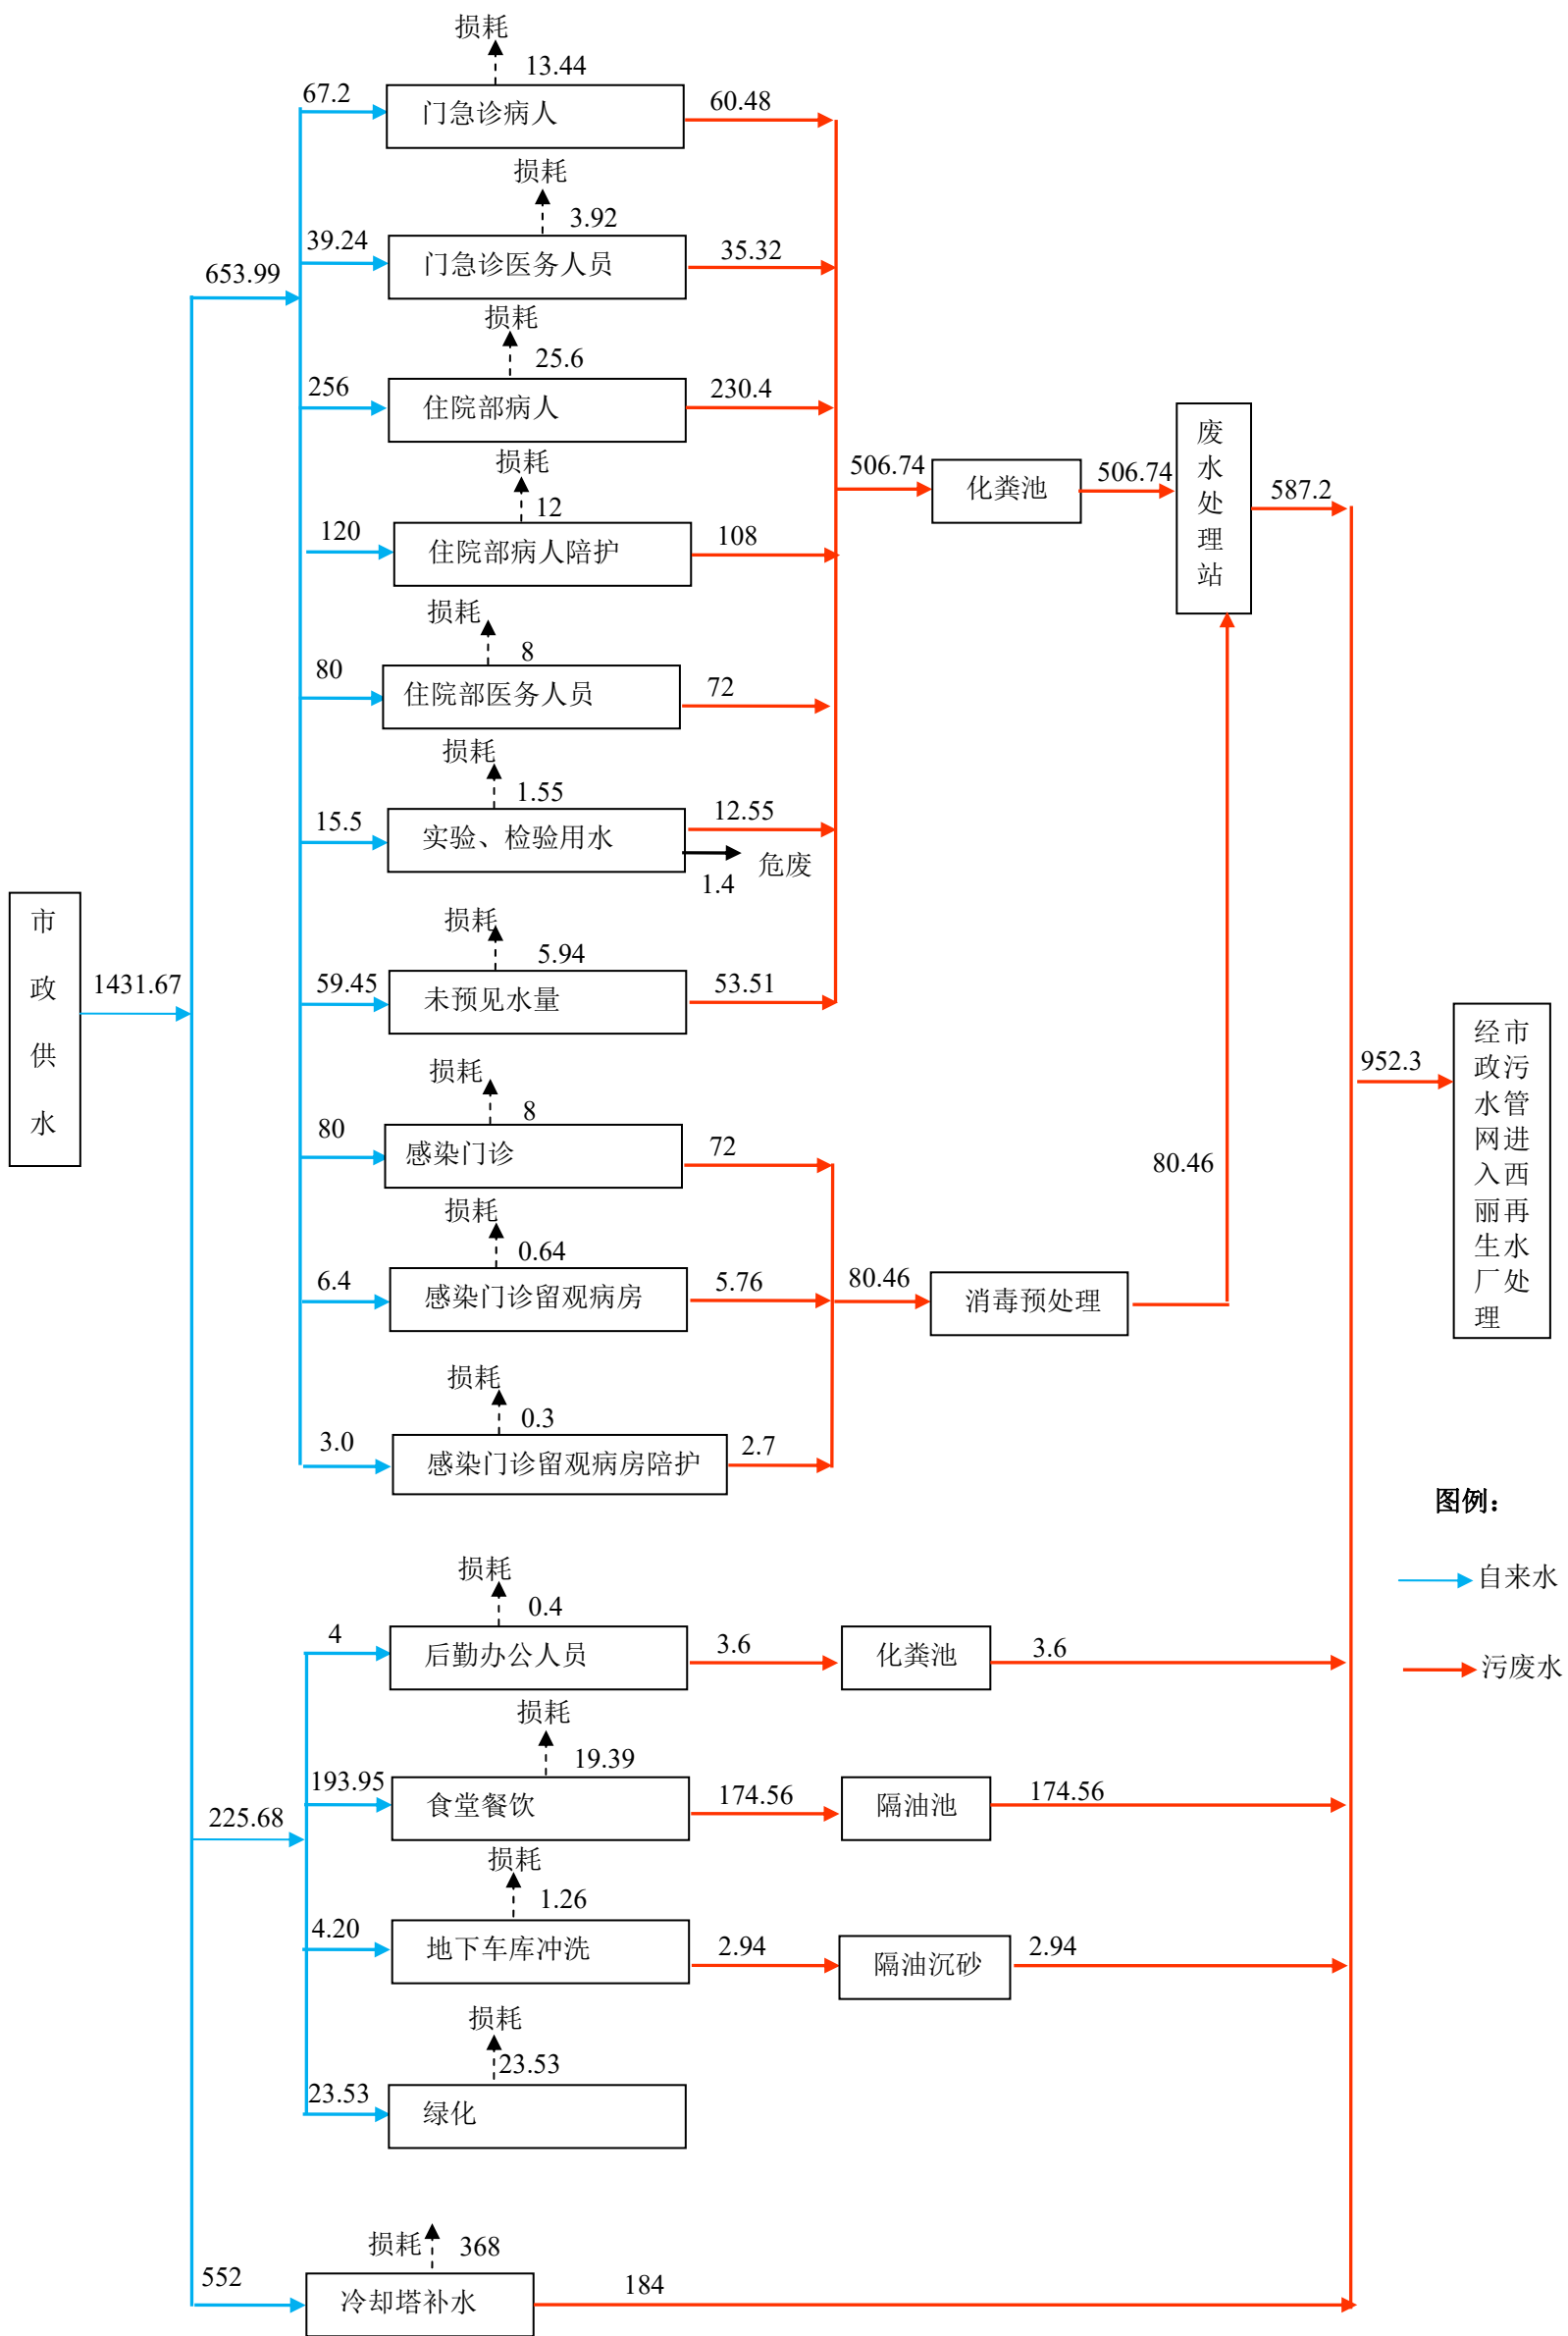 损耗
13.44
67.2
门急诊病人
60.48
损耗
3.92
39.24
门急诊医务人员
35.32
653.99
损耗
25.6
256
住院部病人
230.4
损耗
12
120
住院部病人陪护
108
506.74
化粪池
506.74
废水处理站
587.2
损耗
8
80
住院部医务人员
72
损耗
1.55
15.5
实验、检验用水
12.55
危废
1.4
市政供水
1431.67
损耗
5.94
59.45
未预见水量
53.51
损耗
8
80
感染门诊
72
损耗
0.64
6.4
感染门诊留观病房
5.76
80.46
消毒预处理
80.46
952.3
经市政污水管网进入西丽再生水厂处理
损耗
0.3
3.0
感染门诊留观病房陪护
2.7
图例：
自来水
污废水
损耗
0.4
4
后勤办公人员
3.6
化粪池
3.6
损耗
19.39
193.95
食堂餐饮
174.56
隔油池
174.56
225.68
损耗
1.26
4.20
地下车库冲洗
2.94
隔油沉砂
2.94
损耗
23.53
23.53
绿化
损耗
368
552
冷却塔补水
184